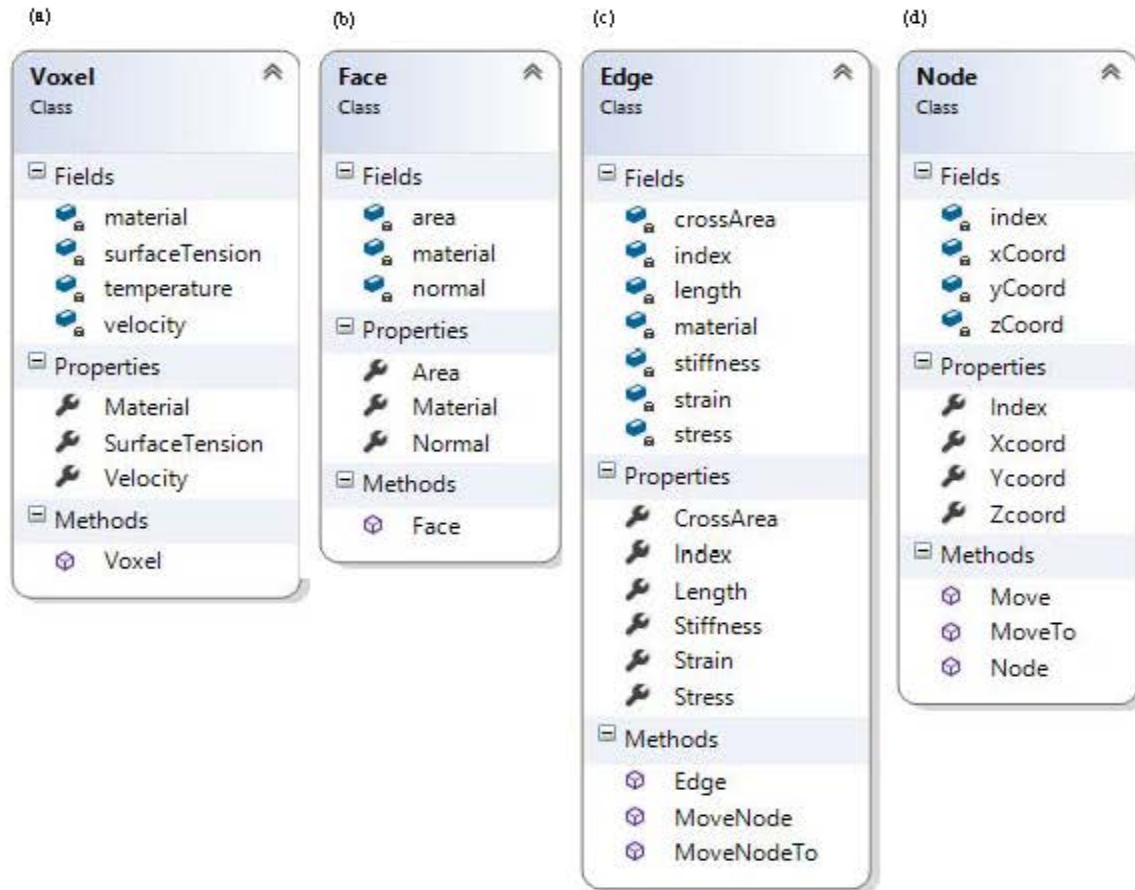 (a)
Voxel
Class
Fields
material
surfaceTension
temperature
velocity
Properties
Material
SurfaceTension
Velocity
Methods
Voxel
(b)
Face
Class
Fields
area
material
normal
Properties
Area
Material
Normal
Methods
Face
(c)
Edge
Class
Fields
crossArea
index
length
material
stiffness
strain
stress
Properties
CrossArea
Index
Length
Stiffness
Strain
Stress
Methods
Edge
MoveNode
MoveNodeTo
(d)
Node
Class
Fields
index
xCoord
yCoord
zCoord
Properties
Index
Xcoord
Ycoord
Zcoord
Methods
Move
MoveTo
Node